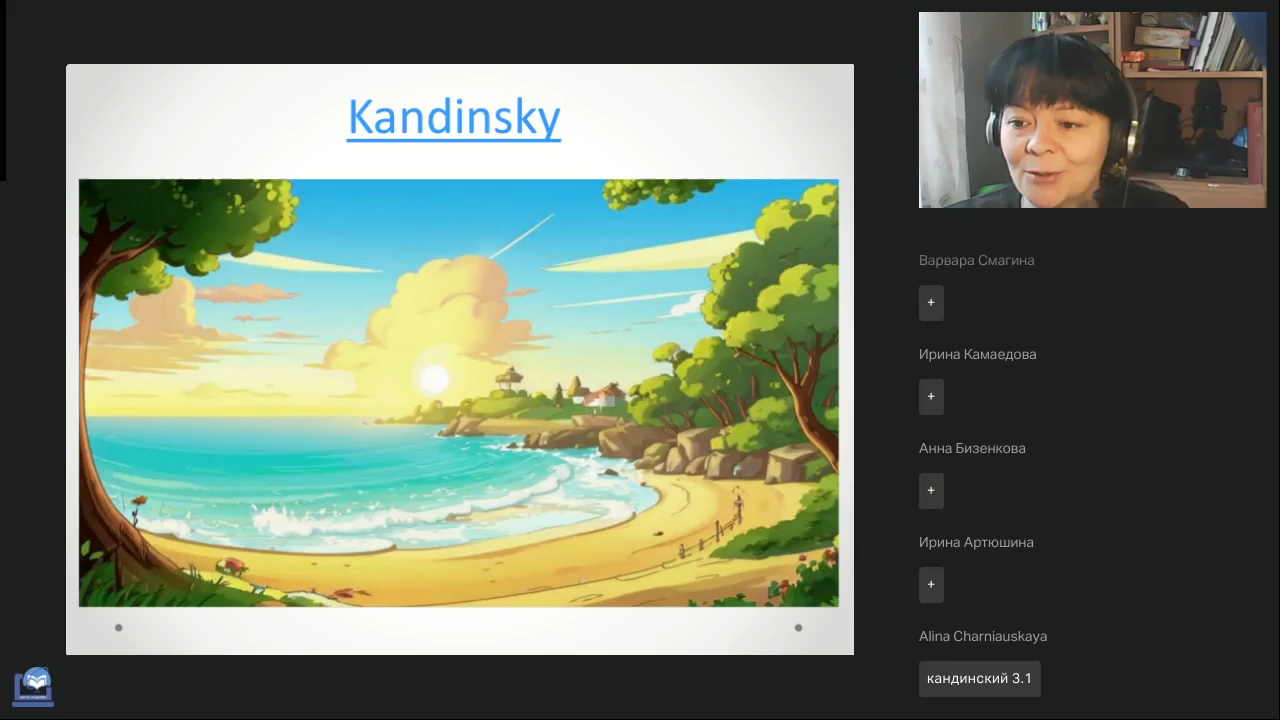 Kandinsky
Варвара Смагина
+
Ирина Камаедова
+
Анна Бизенкова
+
Ирина Артюшина
+
Alina Charniauskaya
кандинский 3.1